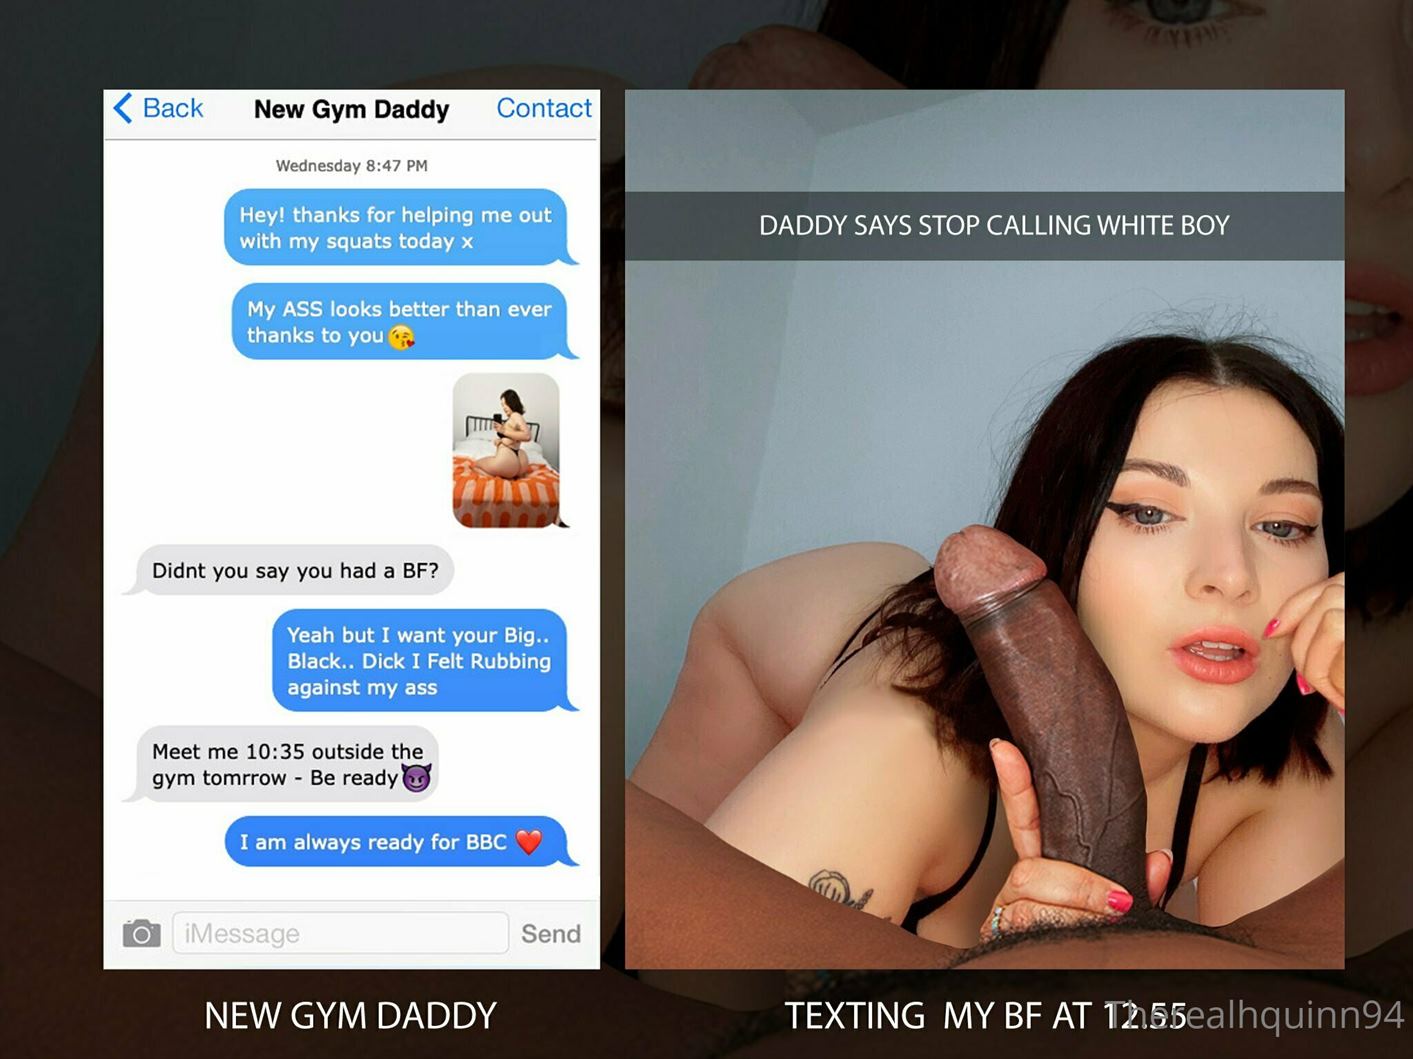 Back New Gym Daddy Contact
Wednesday 8:47 PM
Hey! thanks for helping me out
with my squats today x
My ASS looks better than ever
thanks to you😘
Didnt you say you had a BF?
Yeah but I want your Big..
Black.. Dick I Felt Rubbing
against my ass
Meet me 10:35 outside the
gym tomrrow - Be ready😈
I am always ready for BBC ❤️
iMessage Send
NEW GYM DADDY
DADDY SAYS STOP CALLING WHITE BOY
TEXTING MY BF AT 12.55
Therealhquinn94